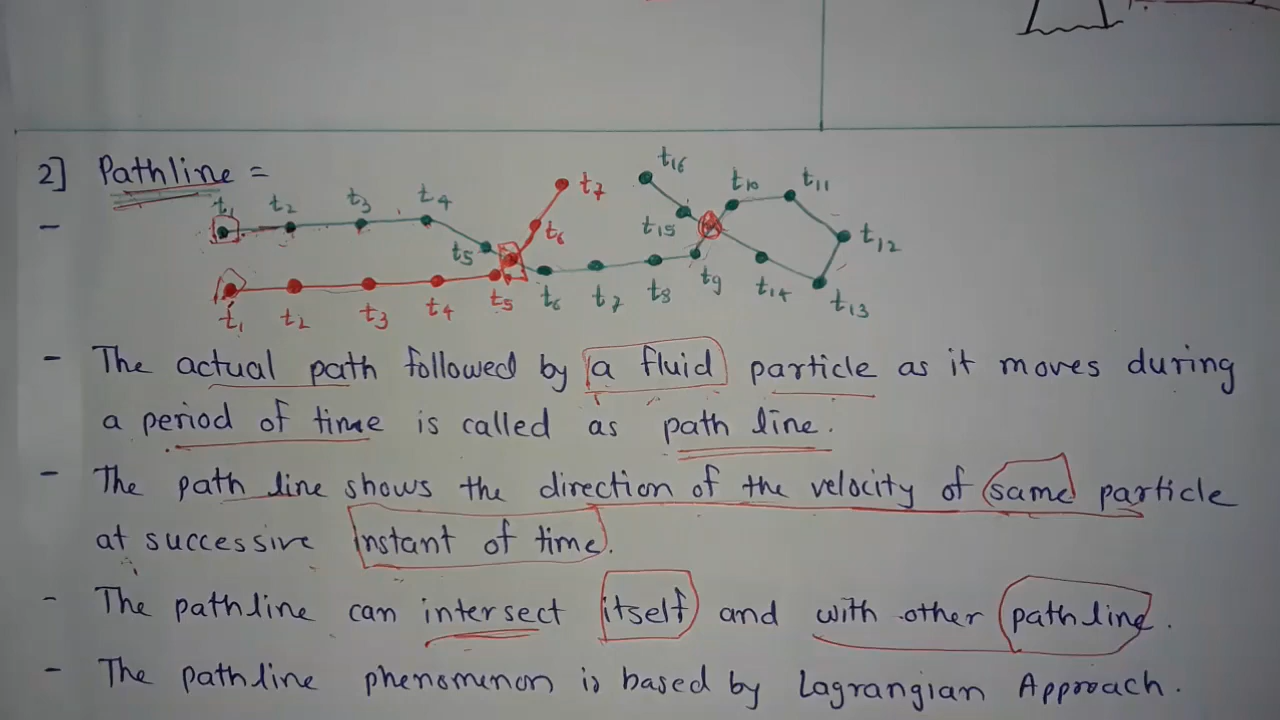 2] Pathline =
t16 t10 t11
t1 t2 t3 t4 t7
t15 t12
t5 t6
t9 t14 t13
t1 t2 t3 t4 t5 t6 t7 t8
- The actual path followed by a fluid particle as it moves during
a period of time is called as path line.
- The path line shows the direction of the velocity of same particle
at successive instant of time.
- The pathline can intersect itself and with other pathline.
- The pathline phenomenon is based by Lagrangian Approach.